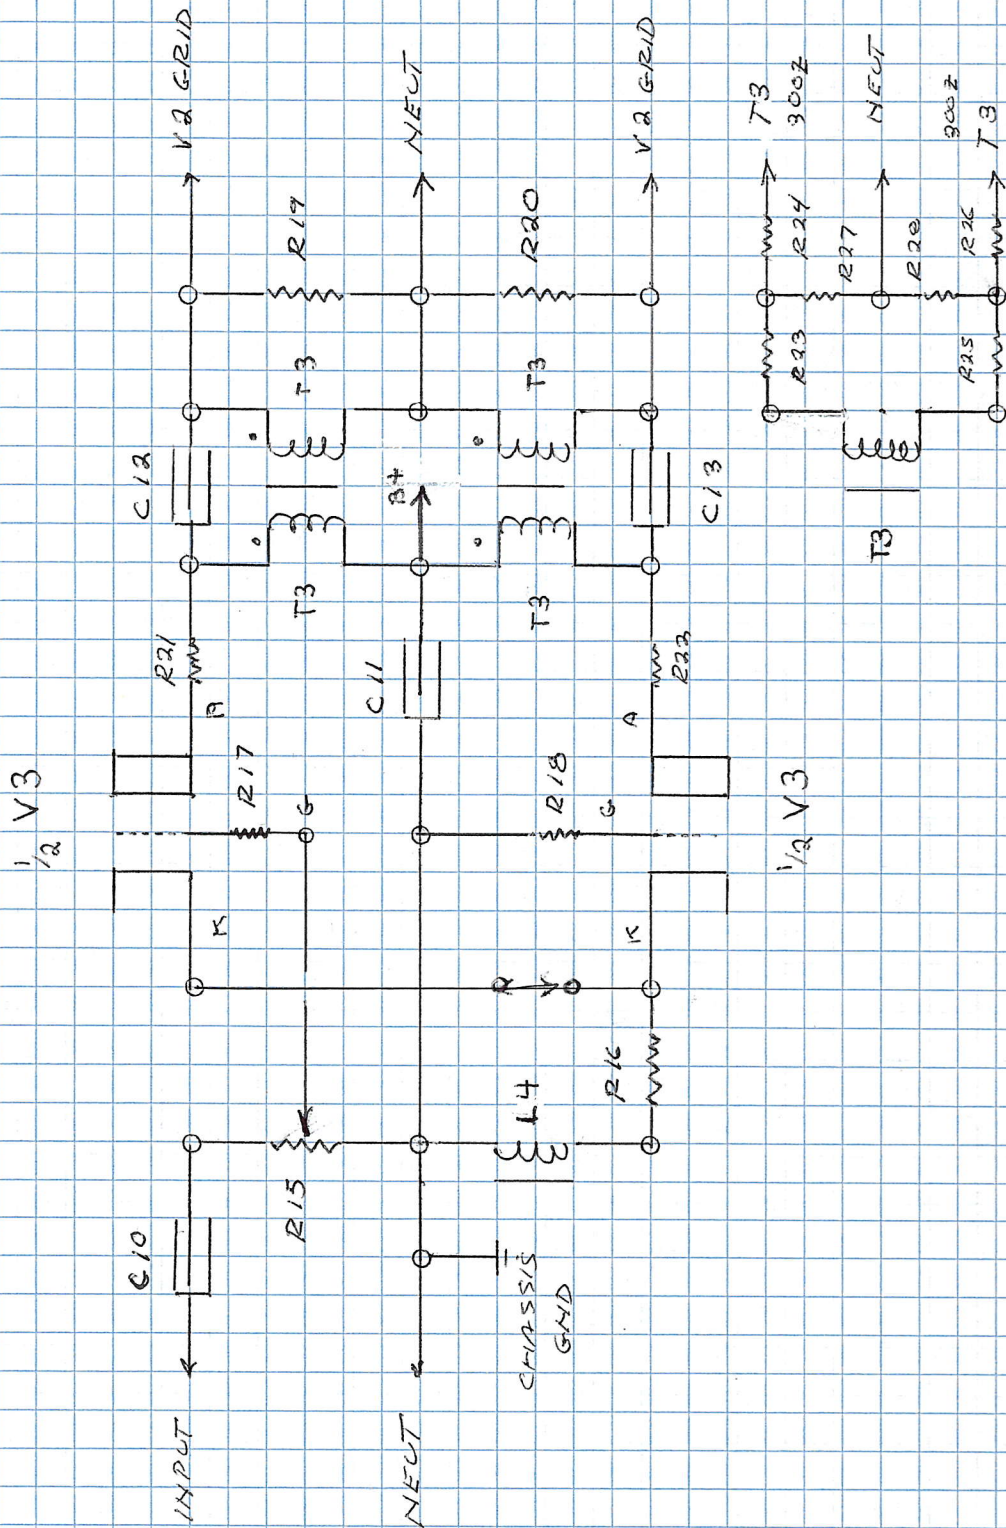 INPUT
C10
R15
NEUT
CHASSIS
GND
L4
R16
1/2 V3
K
R17
G
A
R21
C12
T3
T3
R19
V2 GRID
C11
B+
NEUT
R
K
R18
G
A
R22
T3
T3
C13
R20
V2 GRID
1/2 V3
T3
R23
R24
T3
300Z
R27
NEUT
R28
R25
R26
300Z
T3